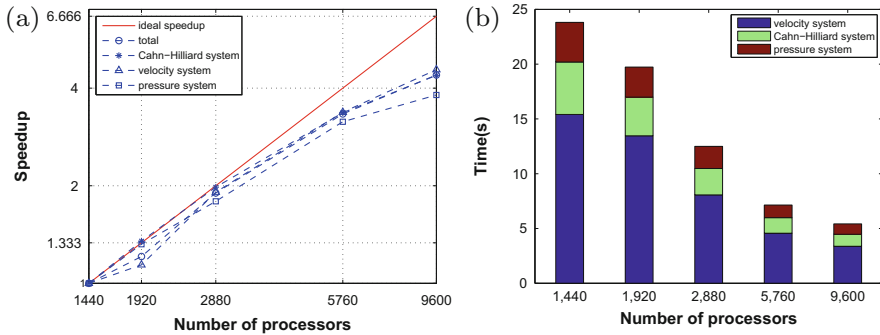 (a)
6.666
4
2
1.333
1
Speedup
ideal speedup
total
Cahn−Hilliard system
velocity system
pressure system
1440
1920
2880
5760
9600
Number of processors
(b)
25
20
15
10
5
0
Time(s)
velocity system
Cahn−Hilliard system
pressure system
1,440
1,920
2,880
5,760
9,600
Number of processors